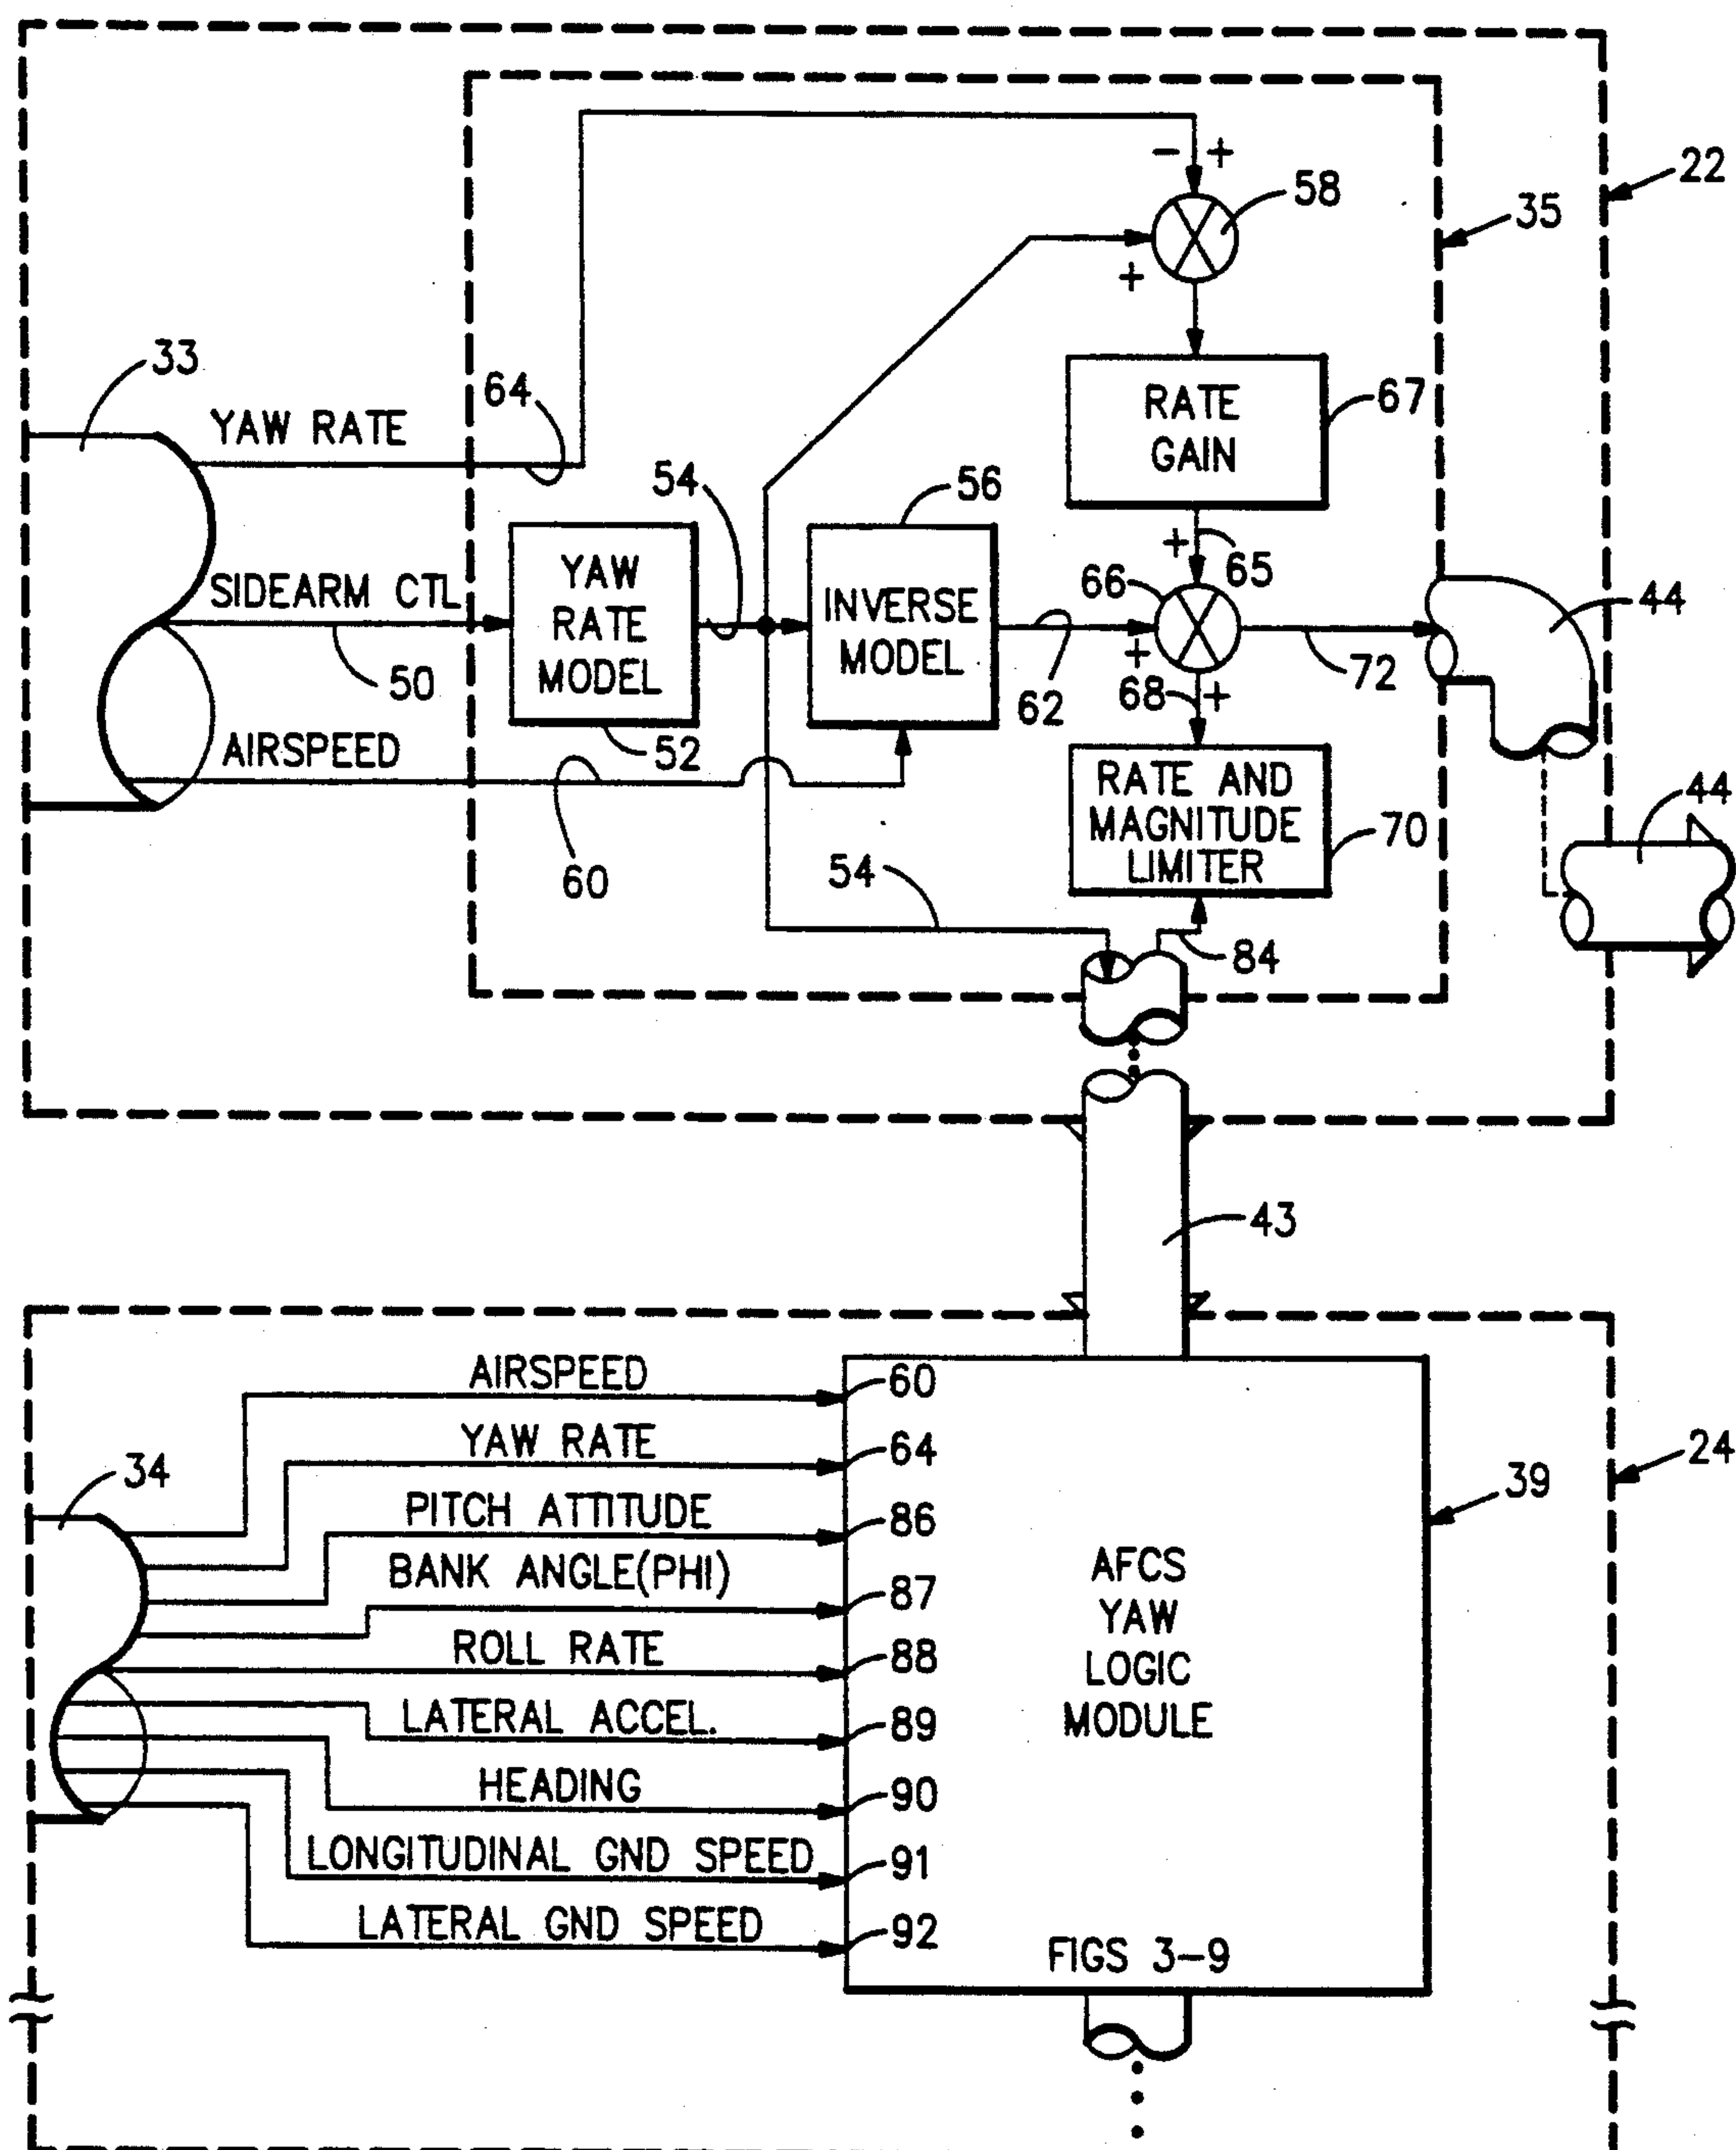 22
35
− +
58
+
33
64
YAW RATE
RATE
GAIN
67
54
56
+
65
66
YAW
RATE
MODEL
INVERSE
MODEL
SIDEARM CTL
50
52
62
+
68
+
72
44
AIRSPEED
60
RATE AND
MAGNITUDE
LIMITER
70
44
54
84
43
AIRSPEED
60
YAW RATE
64
34
PITCH ATTITUDE
86
BANK ANGLE(PHI)
87
ROLL RATE
88
LATERAL ACCEL.
89
HEADING
90
LONGITUDINAL GND SPEED
91
LATERAL GND SPEED
92
AFCS
YAW
LOGIC
MODULE
FIGS 3-9
39
24